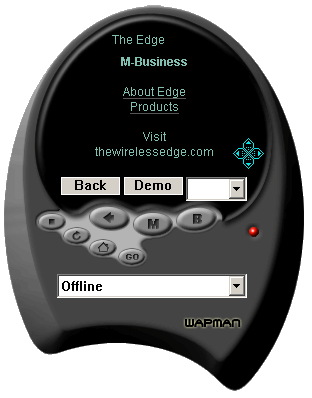 The Edge
M-Business
About Edge
Products
Visit
thewirelessedge.com
Back Demo
M B
GO
Offline
WAPMAN